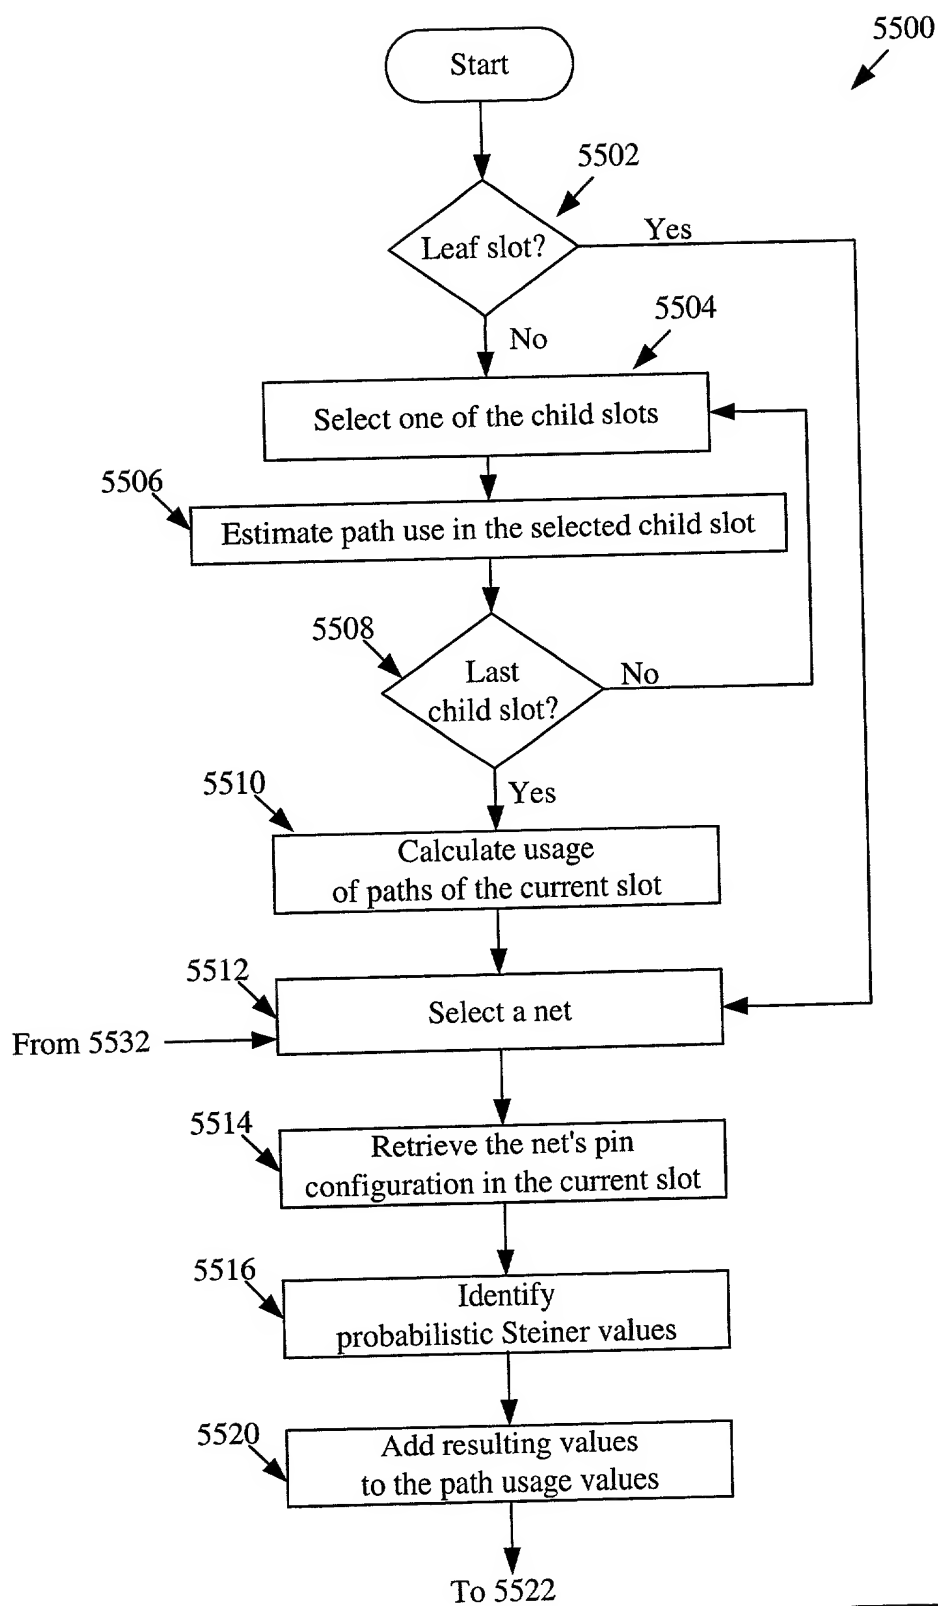 5500
Start
5502
Leaf slot?
Yes
No
5504
Select one of the child slots
5506
Estimate path use in the selected child slot
5508
Last
child slot?
No
Yes
5510
Calculate usage
of paths of the current slot
5512
Select a net
From 5532
5514
Retrieve the net's pin
configuration in the current slot
5516
Identify
probabilistic Steiner values
5520
Add resulting values
to the path usage values
To 5522